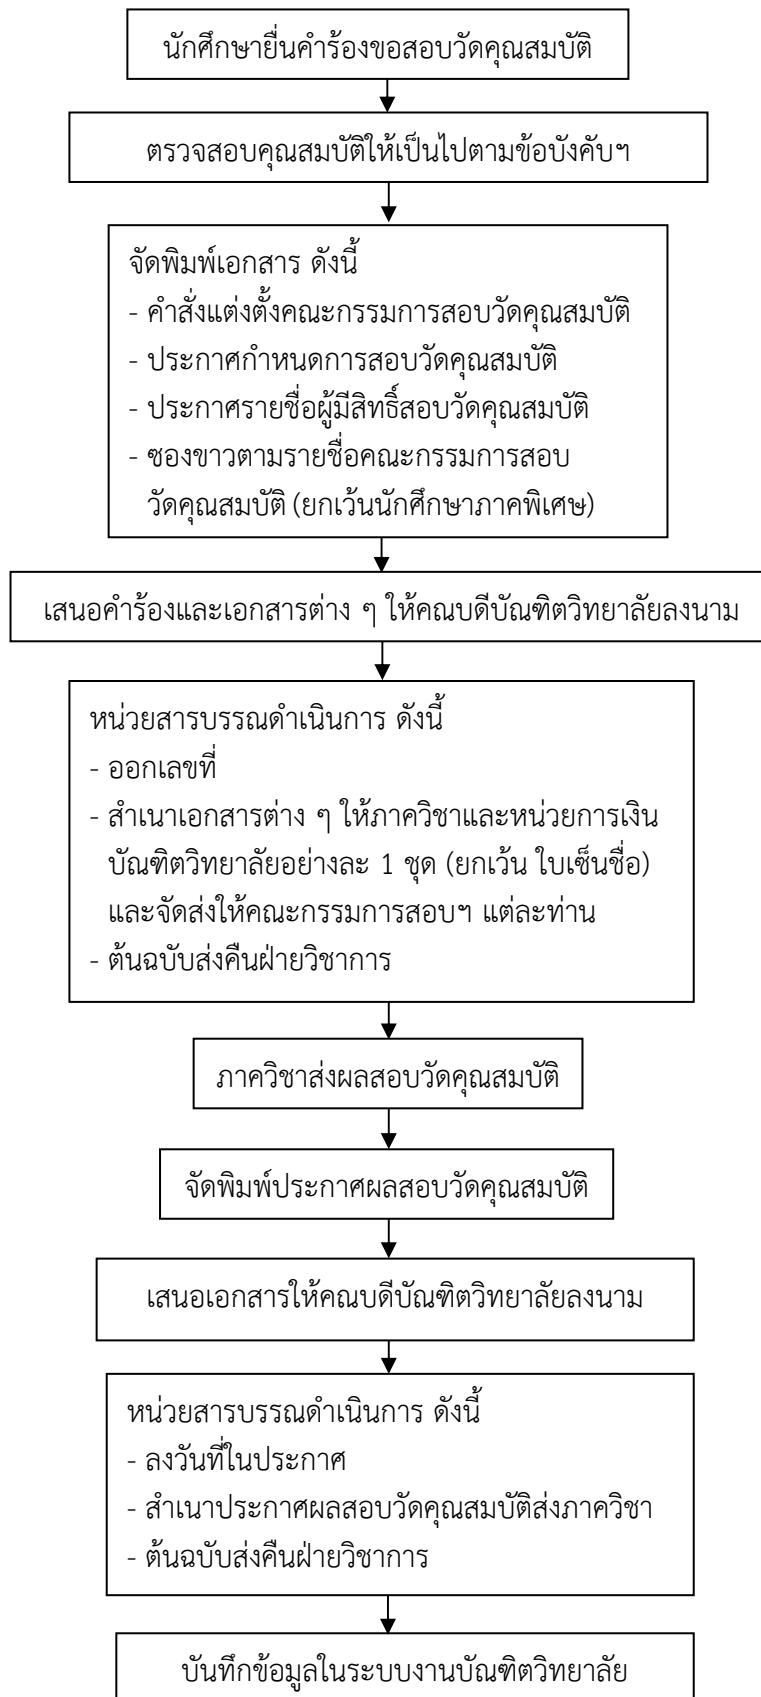 นักศึกษายื่นคำร้องขอสอบวัดคุณสมบัติ
ตรวจสอบคุณสมบัติให้เป็นไปตามข้อบังคับฯ
จัดพิมพ์เอกสาร ดังนี้
- คำสั่งแต่งตั้งคณะกรรมการสอบวัดคุณสมบัติ
- ประกาศกำหนดการสอบวัดคุณสมบัติ
- ประกาศรายชื่อผู้มีสิทธิ์สอบวัดคุณสมบัติ
- ซองขาวตามรายชื่อคณะกรรมการสอบ
วัดคุณสมบัติ (ยกเว้นนักศึกษาภาคพิเศษ)
เสนอคำร้องและเอกสารต่าง ๆ ให้คณบดีบัณฑิตวิทยาลัยลงนาม
หน่วยสารบรรณดำเนินการ ดังนี้
- ออกเลขที่
- สำเนาเอกสารต่าง ๆ ให้ภาควิชาและหน่วยการเงิน
บัณฑิตวิทยาลัยอย่างละ 1 ชุด (ยกเว้น ใบเซ็นชื่อ)
และจัดส่งให้คณะกรรมการสอบฯ แต่ละท่าน
- ต้นฉบับส่งคืนฝ่ายวิชาการ
ภาควิชาส่งผลสอบวัดคุณสมบัติ
จัดพิมพ์ประกาศผลสอบวัดคุณสมบัติ
เสนอเอกสารให้คณบดีบัณฑิตวิทยาลัยลงนาม
หน่วยสารบรรณดำเนินการ ดังนี้
- ลงวันที่ในประกาศ
- สำเนาประกาศผลสอบวัดคุณสมบัติส่งภาควิชา
- ต้นฉบับส่งคืนฝ่ายวิชาการ
บันทึกข้อมูลในระบบงานบัณฑิตวิทยาลัย